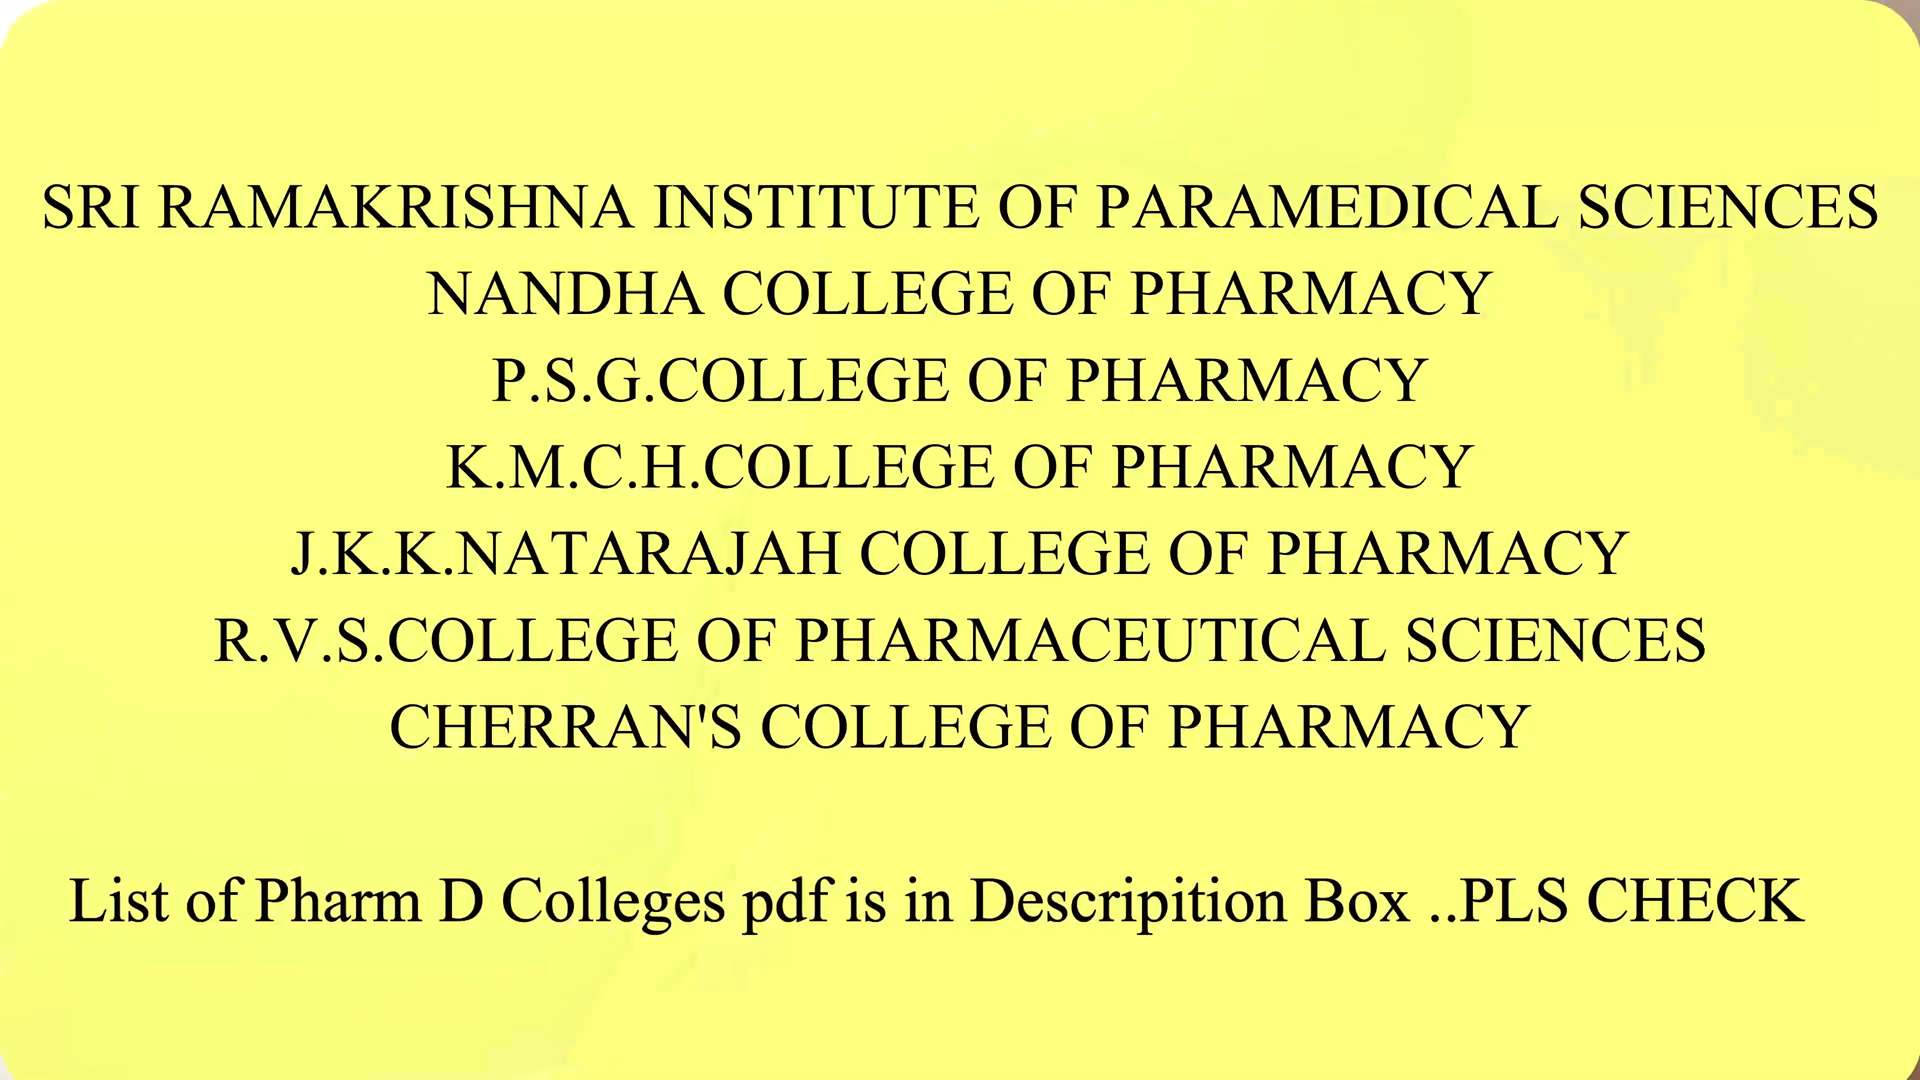 SRI RAMAKRISHNA INSTITUTE OF PARAMEDICAL SCIENCES
NANDHA COLLEGE OF PHARMACY
P.S.G.COLLEGE OF PHARMACY
K.M.C.H.COLLEGE OF PHARMACY
J.K.K.NATARAJAH COLLEGE OF PHARMACY
R.V.S.COLLEGE OF PHARMACEUTICAL SCIENCES
CHERRAN'S COLLEGE OF PHARMACY
List of Pharm D Colleges pdf is in Descripition Box ..PLS CHECK